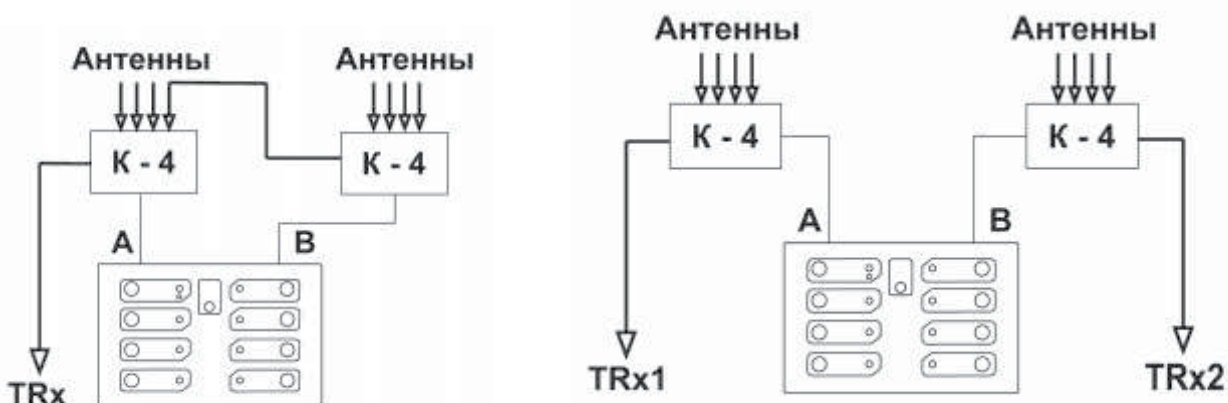 Антенны Антенны
К - 4 К - 4
А В
TRx
Антенны Антенны
К - 4 К - 4
А В
TRx1 TRx2